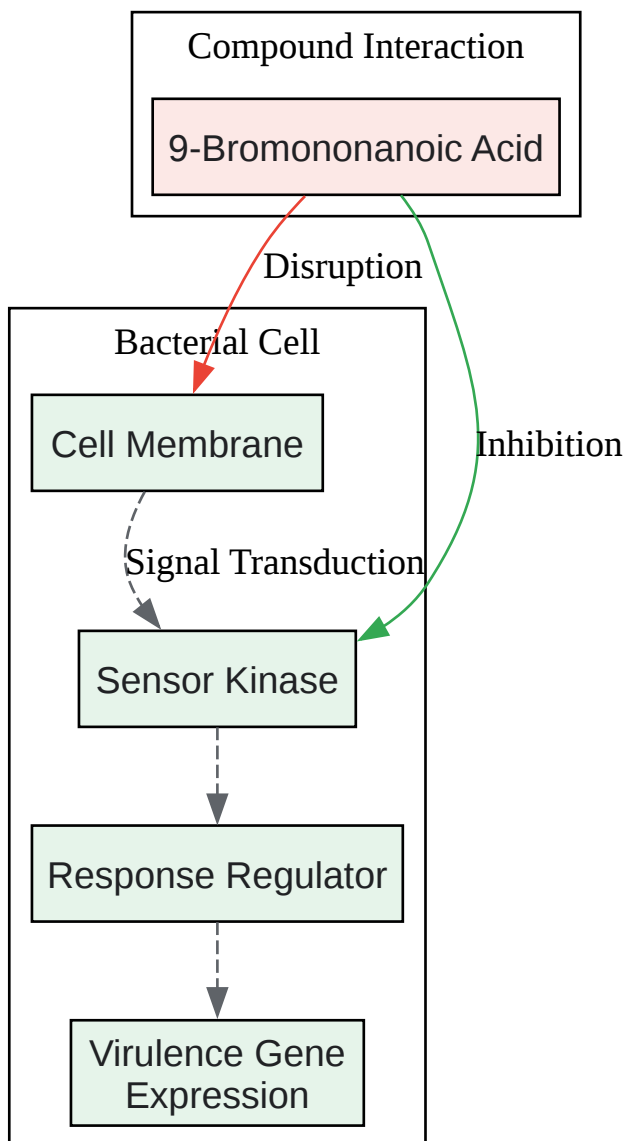 Compound Interaction
9-Bromononanoic Acid
Disruption
Bacterial Cell
Cell Membrane
Inhibition
Signal Transduction
Sensor Kinase
Response Regulator
Virulence Gene
Expression